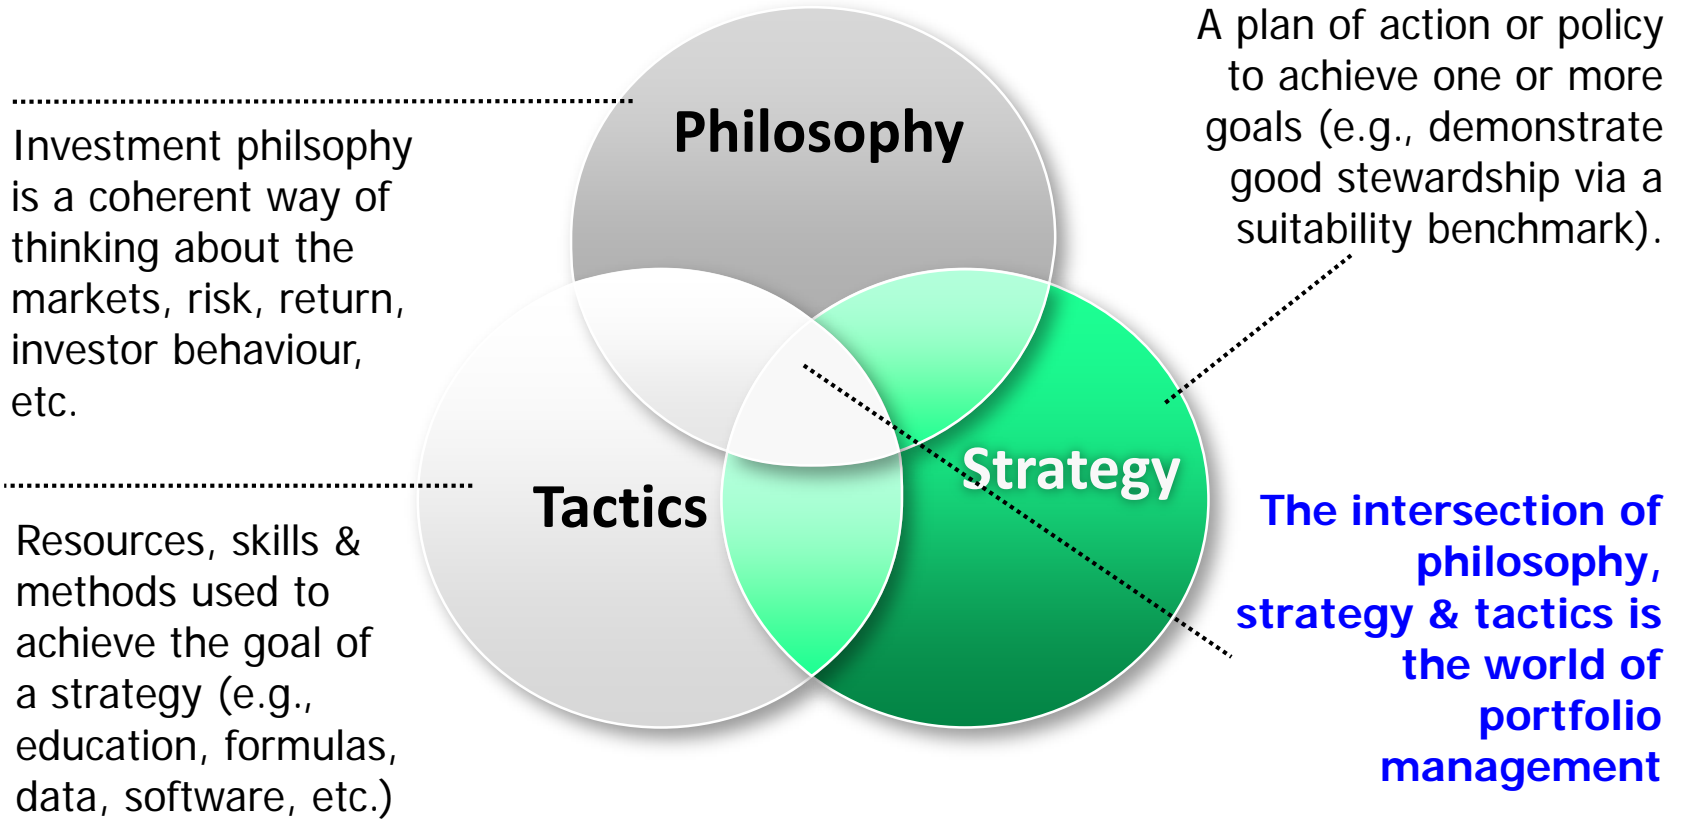 Philosophy
Investment philsophy
is a coherent way of
thinking about the
markets, risk, return,
investor behaviour,
etc.
A plan of action or policy
to achieve one or more
goals (e.g., demonstrate
good stewardship via a
suitability benchmark).
Tactics
Strategy
Resources, skills &
methods used to
achieve the goal of
a strategy (e.g.,
education, formulas,
data, software, etc.)
The intersection of
philosophy,
strategy & tactics is
the world of
portfolio
management